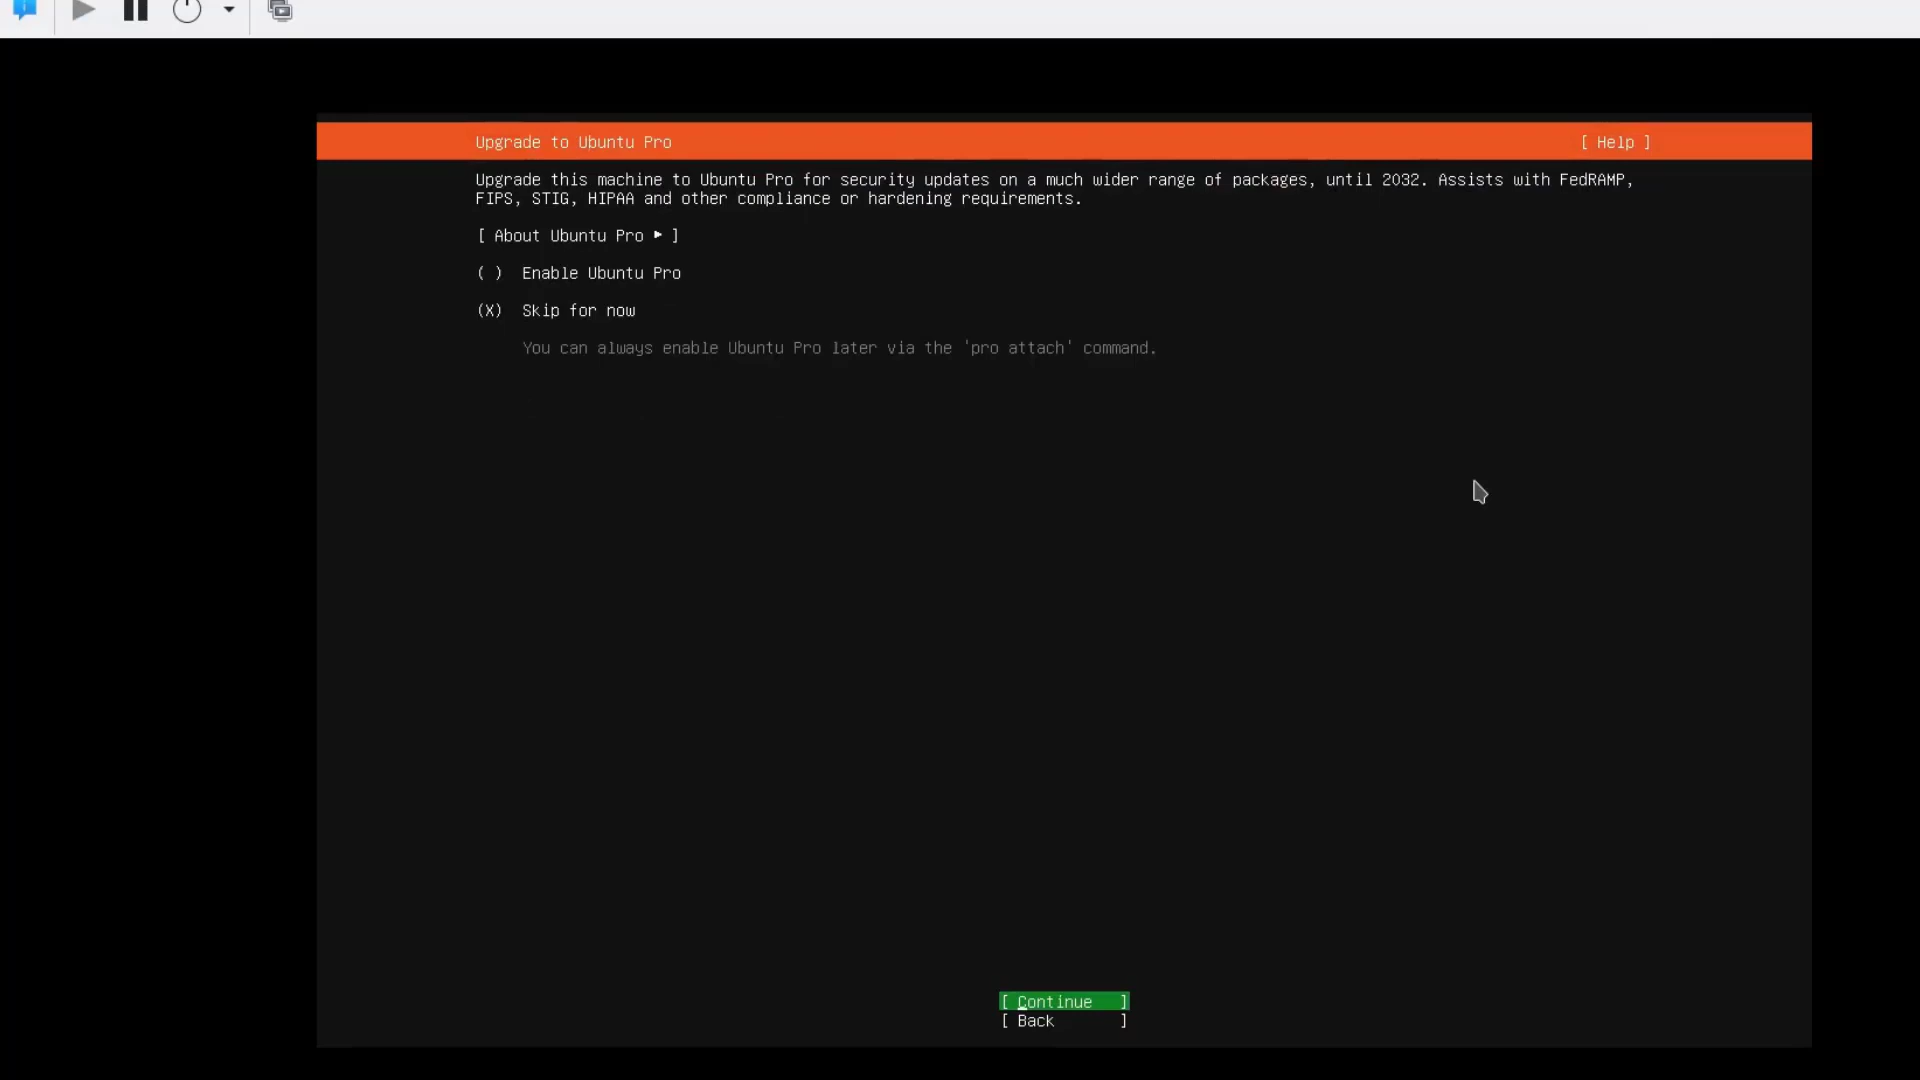 Upgrade to Ubuntu Pro [ Help ]
Upgrade this machine to Ubuntu Pro for security updates on a much wider range of packages, until 2032. Assists with FedRAMP,
FIPS, STIG, HIPAA and other compliance or hardening requirements.
[ About Ubuntu Pro ▸ ]
( ) Enable Ubuntu Pro
(X) Skip for now
You can always enable Ubuntu Pro later via the 'pro attach' command.
[ Continue ]
[ Back ]